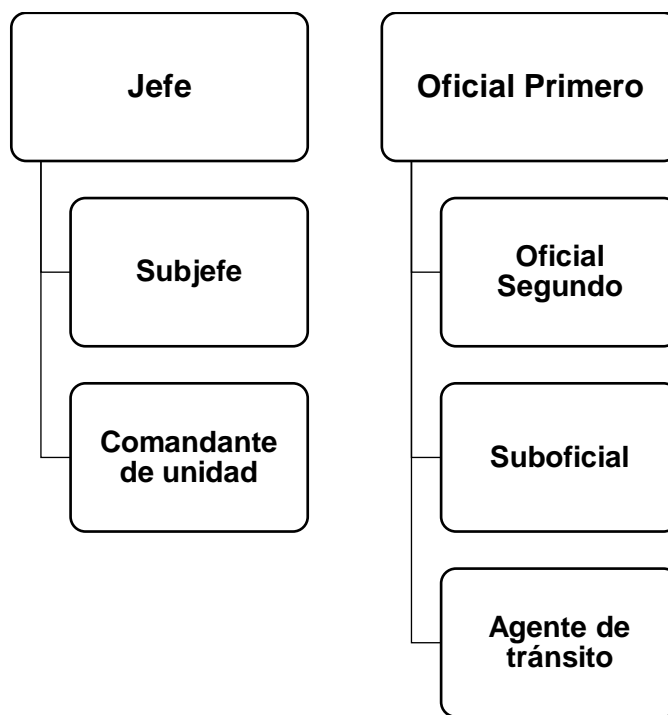 Jefe
Subjefe
Comandante
de unidad
Oficial Primero
Oficial
Segundo
Suboficial
Agente de
tránsito